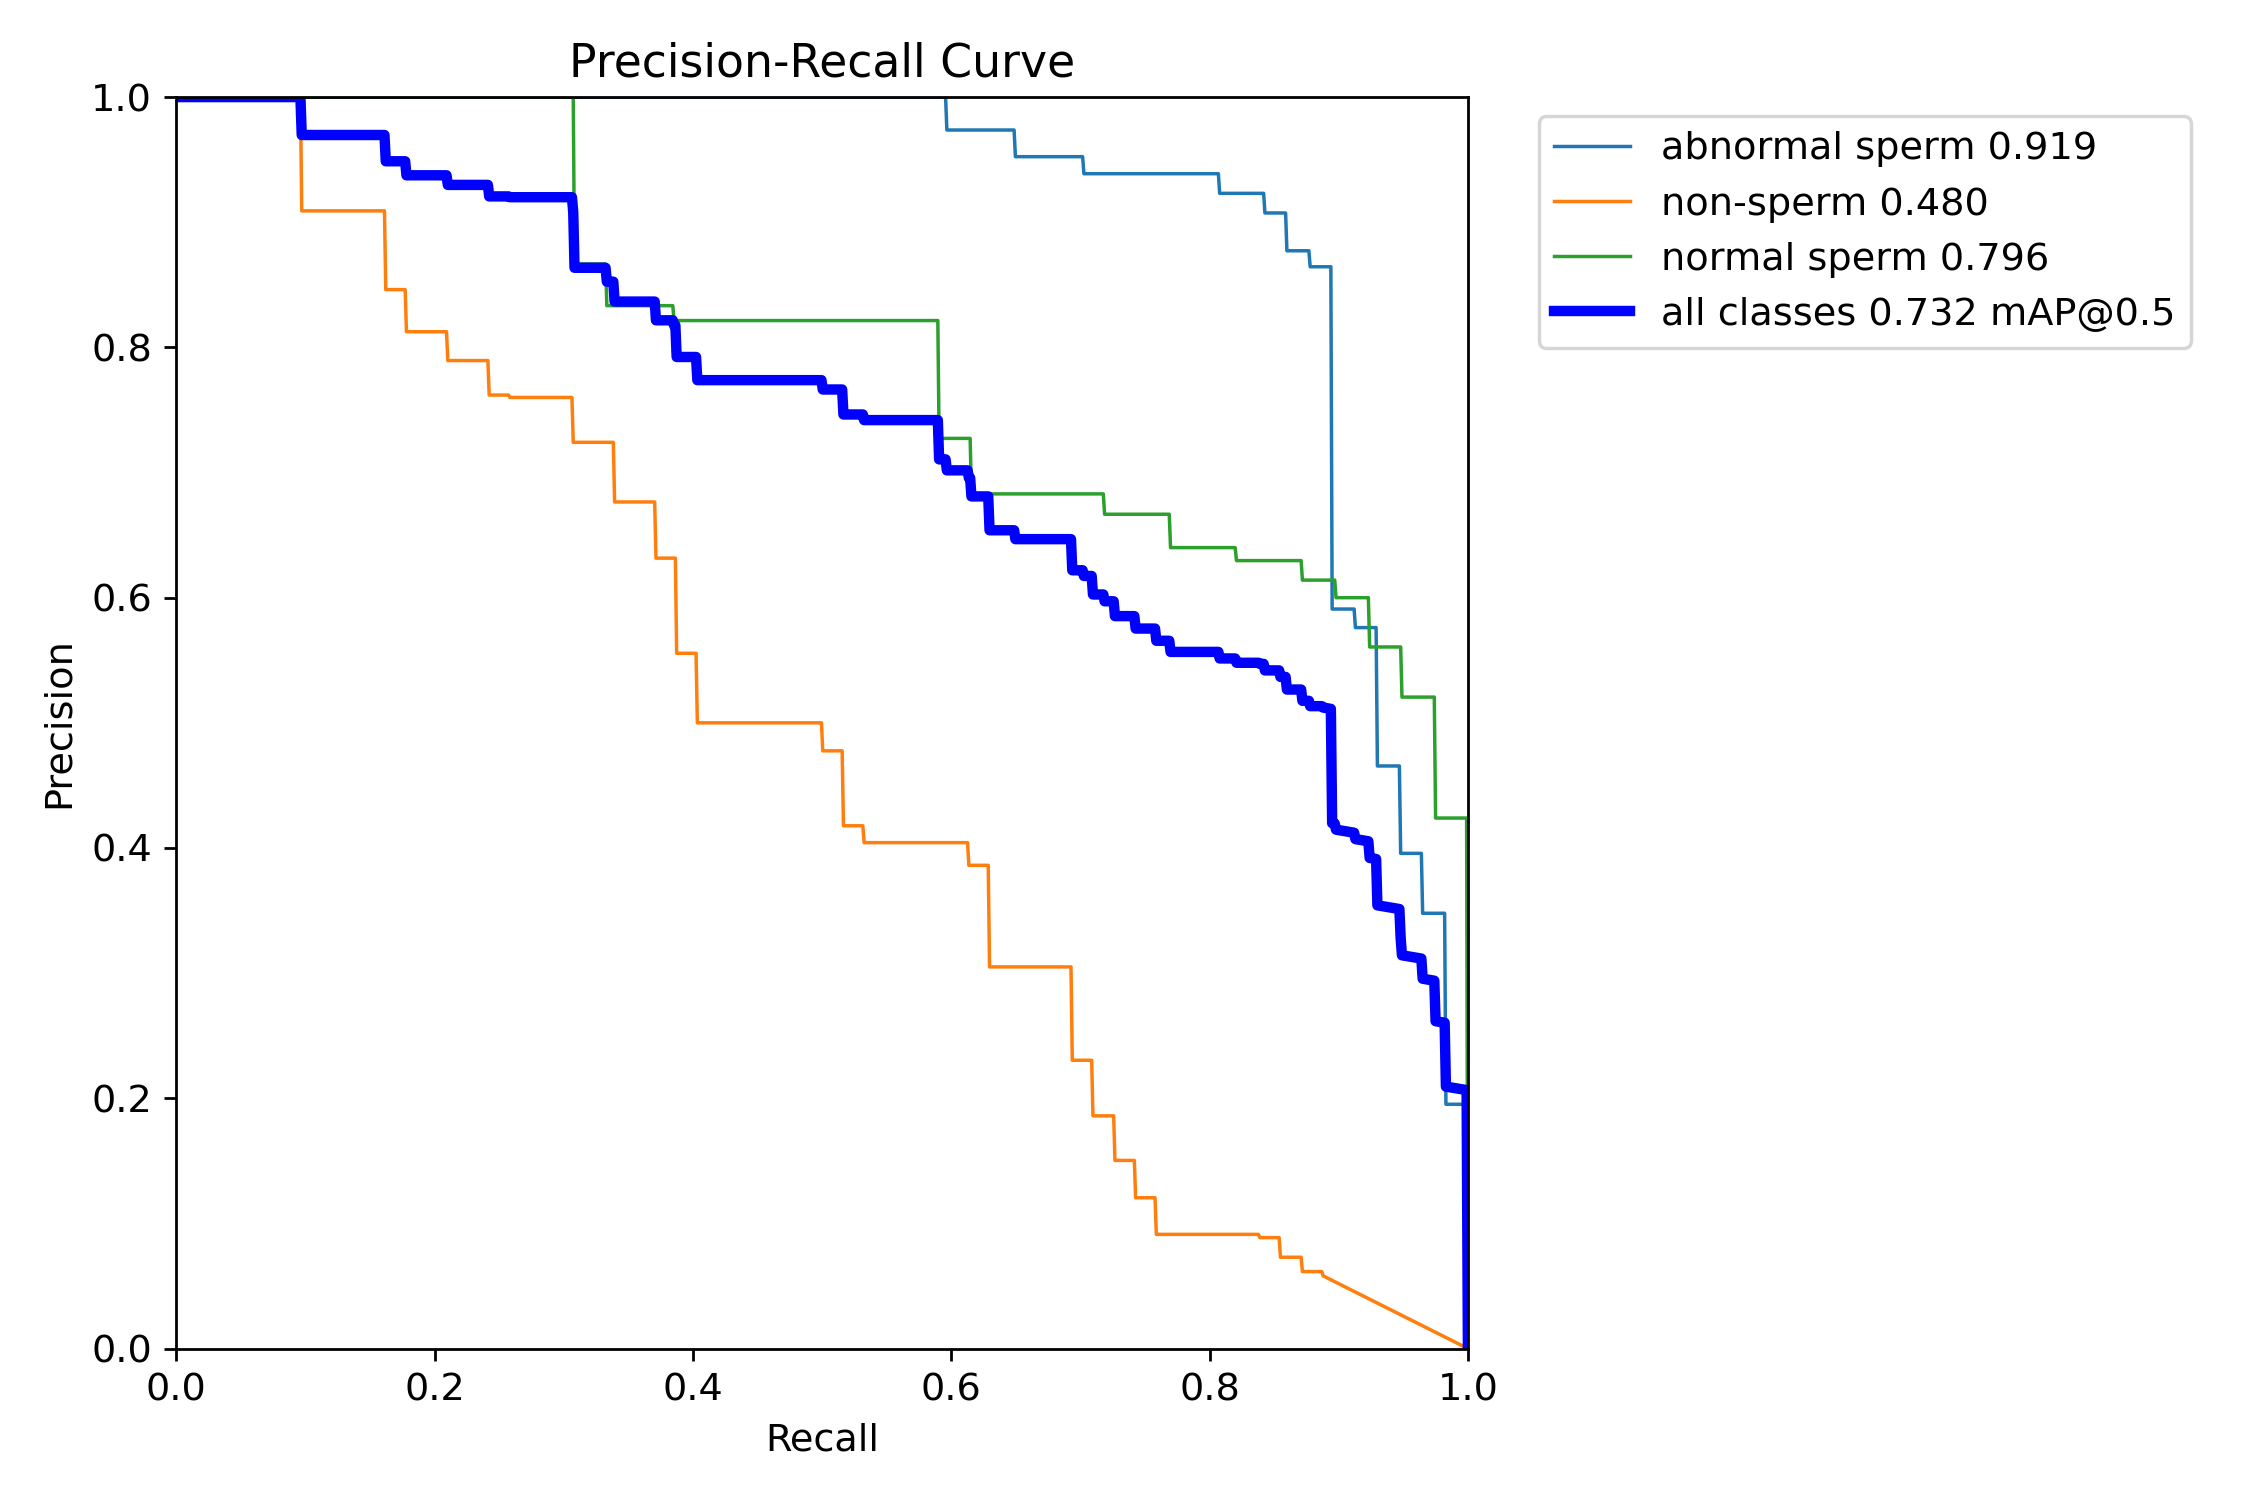 Precision-Recall Curve
abnormal sperm 0.919
non-sperm 0.480
normal sperm 0.796
all classes 0.732 mAP@0.5
1.0
0.8
0.6
0.4
0.2
0.0
Precision
0.0 0.2 0.4 0.6 0.8 1.0
Recall